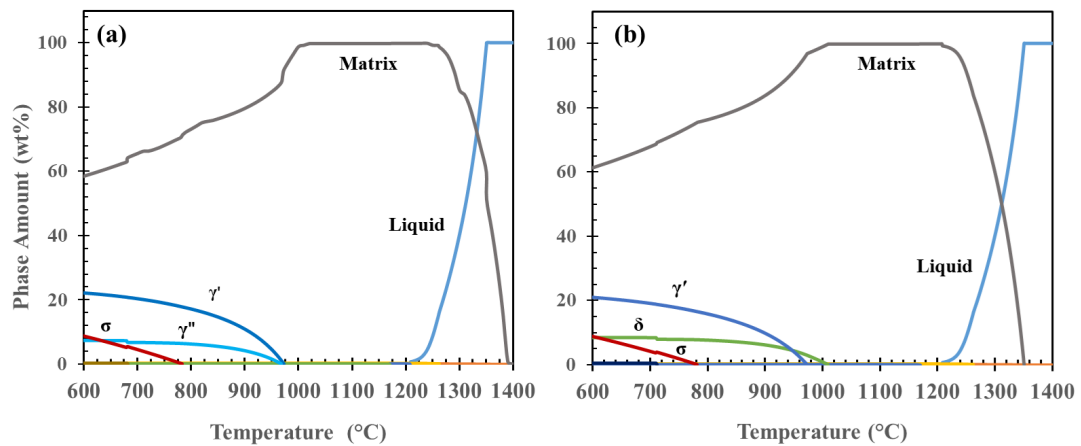 (a)
Phase Amount (wt%)
100
80
60
40
20
0
Matrix
Liquid
γ'
γ"
σ
600 700 800 900 1000 1100 1200 1300 1400
Temperature (°C)
(b)
100
80
60
40
20
0
Matrix
Liquid
γ′
δ
σ
600 700 800 900 1000 1100 1200 1300 1400
Temperature (°C)